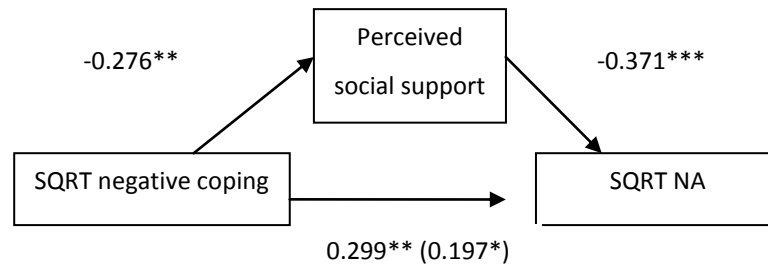 Perceived
social support
-0.276**
-0.371***
SQRT negative coping
SQRT NA
0.299** (0.197*)